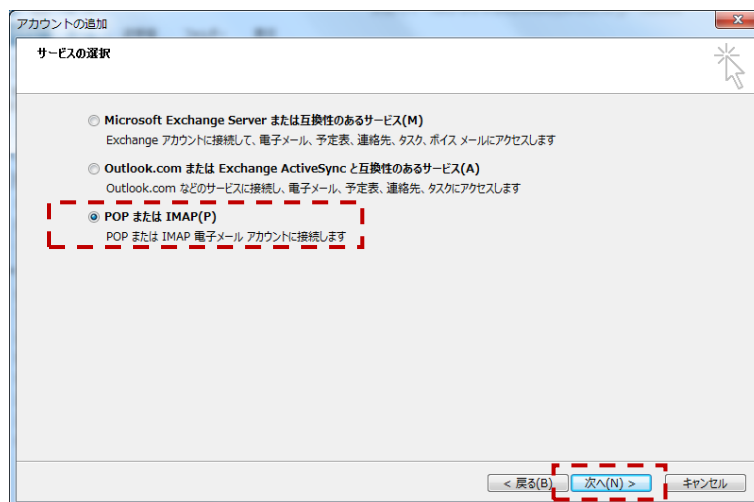 アカウントの追加
サービスの選択
Microsoft Exchange Server または互換性のあるサービス(M)
Exchange アカウントに接続して、電子メール、予定表、連絡先、タスク、ボイス メールにアクセスします
Outlook.com または Exchange ActiveSync と互換性のあるサービス(A)
Outlook.com などのサービスに接続し、電子メール、予定表、連絡先、タスクにアクセスします
POP または IMAP(P)
POP または IMAP 電子メール アカウントに接続します
< 戻る(B) 次へ(N) > キャンセル